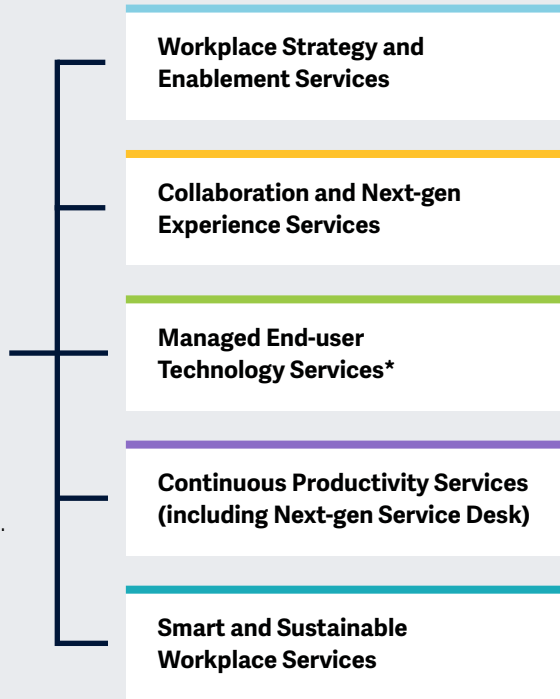 Workplace Strategy and
Enablement Services
Collaboration and Next-gen
Experience Services
Managed End-user
Technology Services*
Continuous Productivity Services
(including Next-gen Service Desk)
.
Smart and Sustainable
Workplace Services